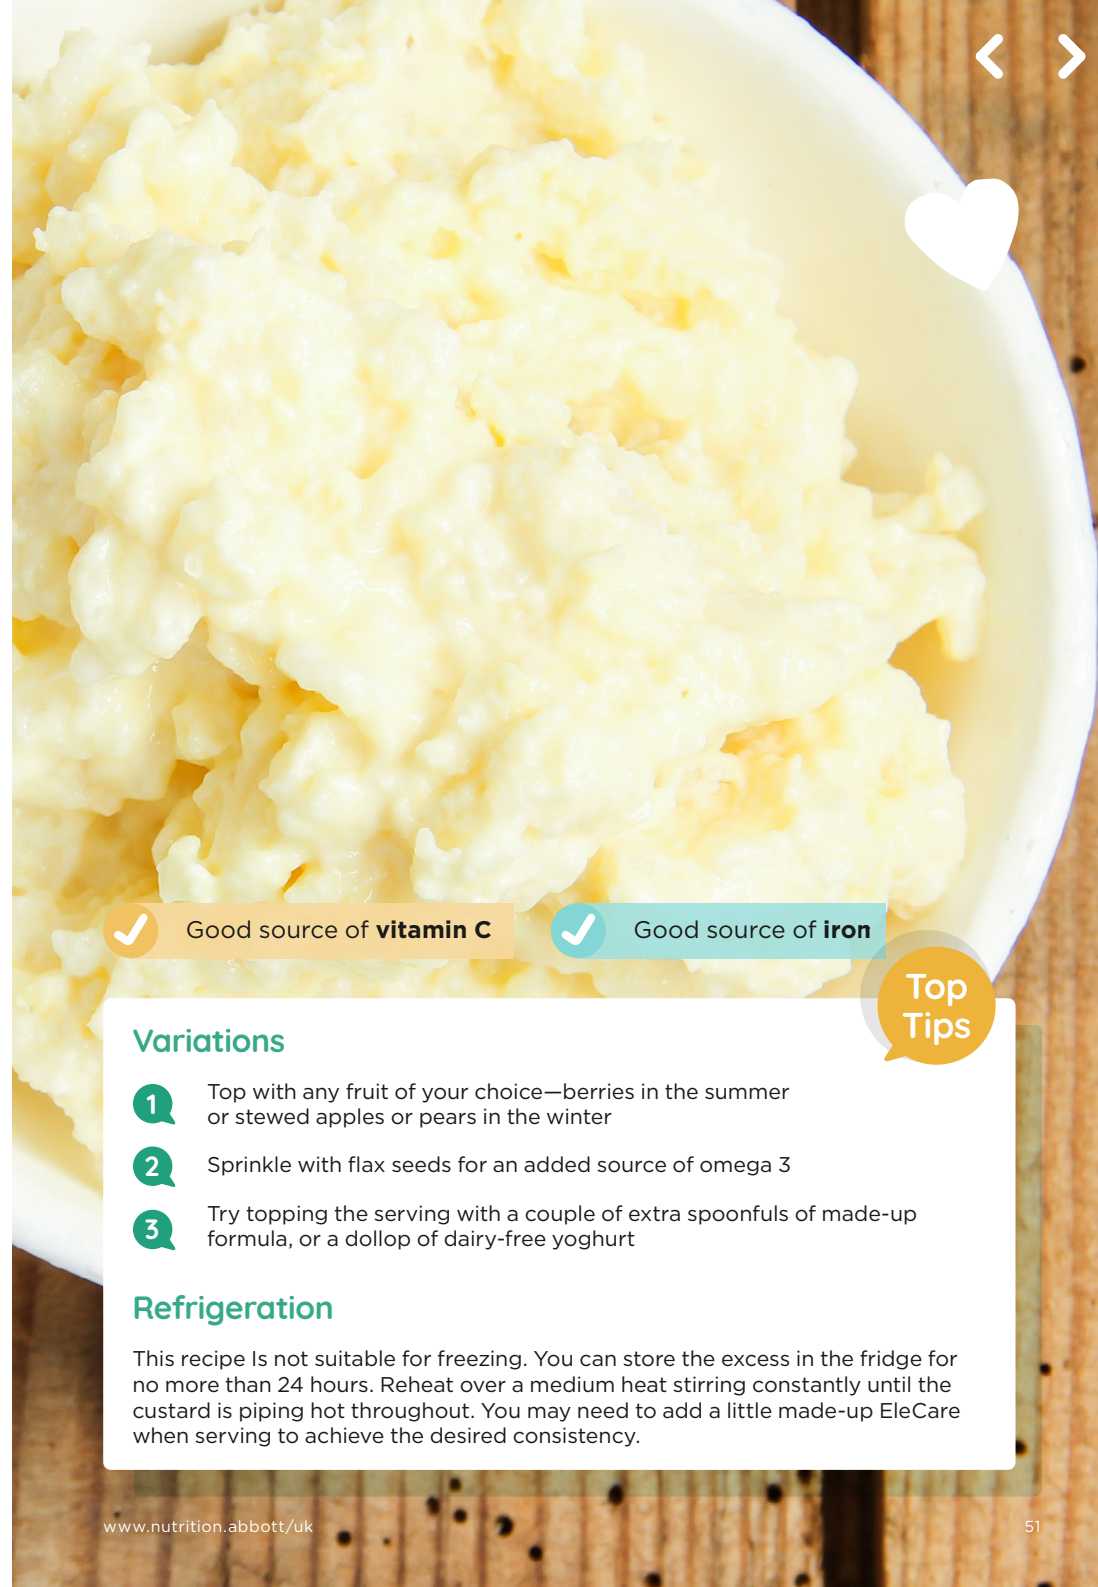 Good source of vitamin C
Good source of iron
Top
Tips
Variations
1
Top with any fruit of your choice—berries in the summer
or stewed apples or pears in the winter
2
Sprinkle with flax seeds for an added source of omega 3
3
Try topping the serving with a couple of extra spoonfuls of made-up
formula, or a dollop of dairy-free yoghurt
Refrigeration
This recipe Is not suitable for freezing. You can store the excess in the fridge for
no more than 24 hours. Reheat over a medium heat stirring constantly until the
custard is piping hot throughout. You may need to add a little made-up EleCare
when serving to achieve the desired consistency.
www.nutrition.abbott/uk
51